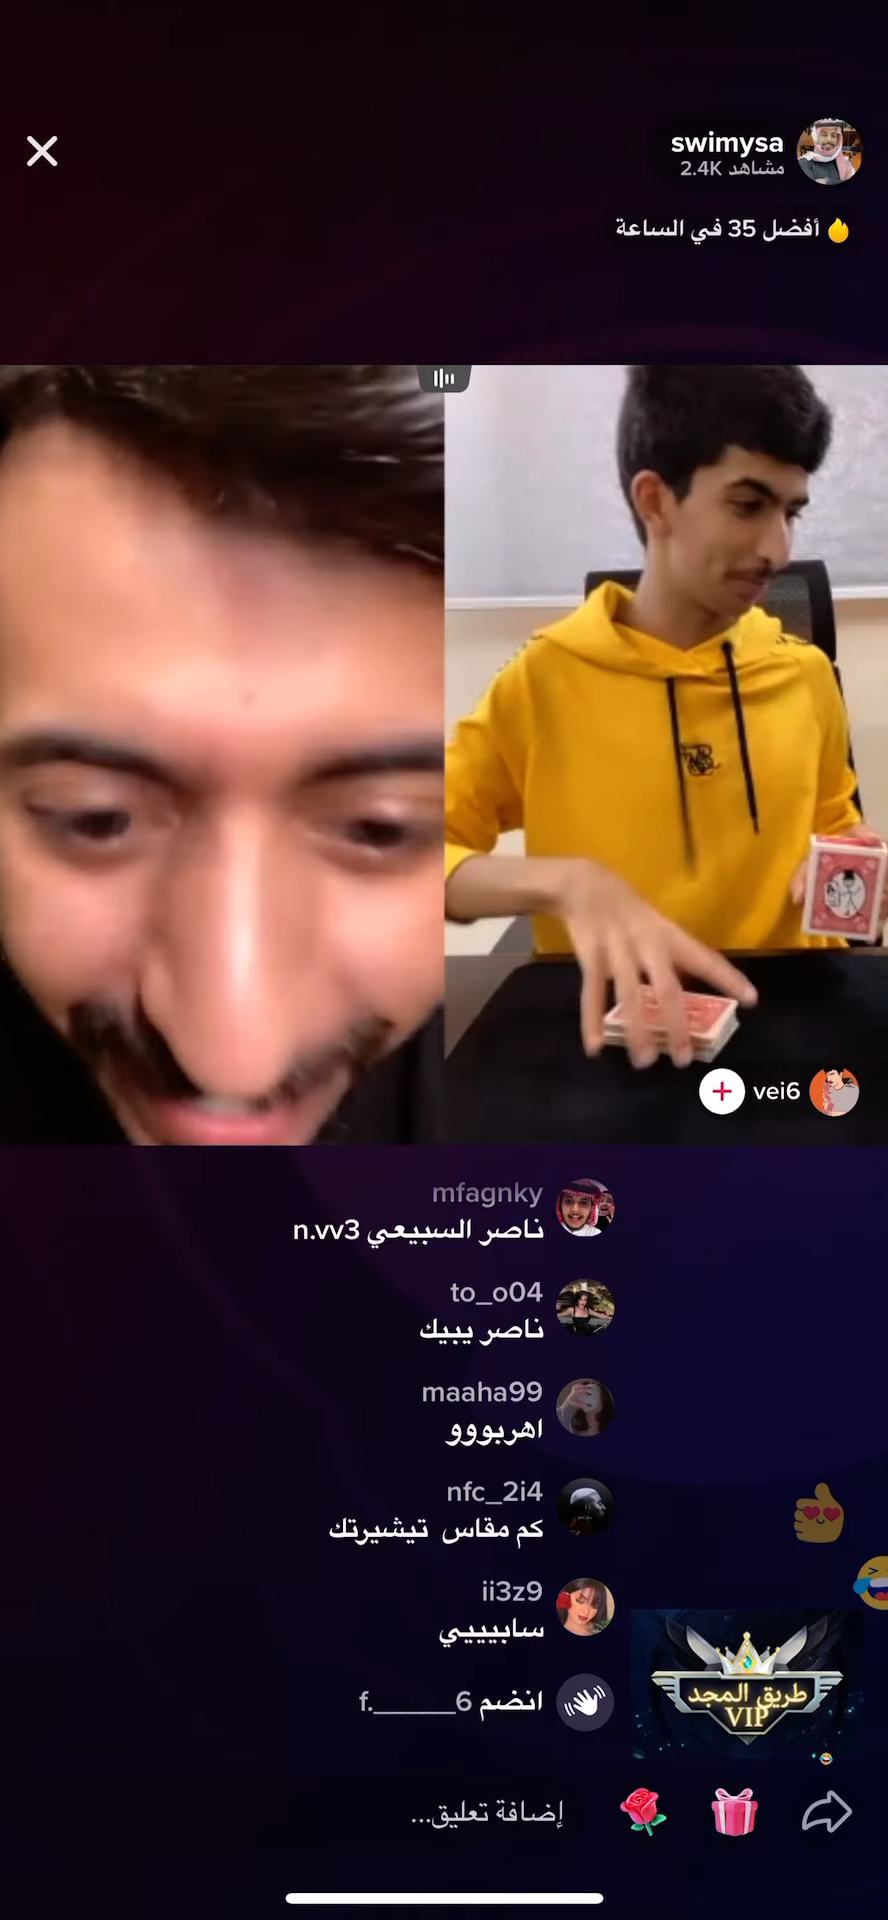 swimysa
2.4K مشاهد
أفضل 35 في الساعة
vei6
mfagnky
ناصر السبيعي n.vv3
to_o04
ناصر يبيك
maaha99
اهربووو
nfc_2i4
كم مقاس تيشيرتك
ii3z9
سابيييي
انضم f.______6
طريق المجد
VIP
إضافة تعليق...